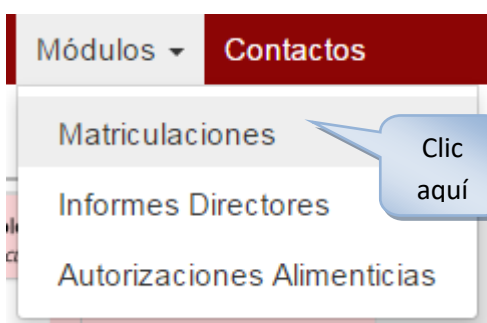 Módulos Contactos
Matriculaciones
Clic
aquí
Informes Directores
Autorizaciones Alimenticias